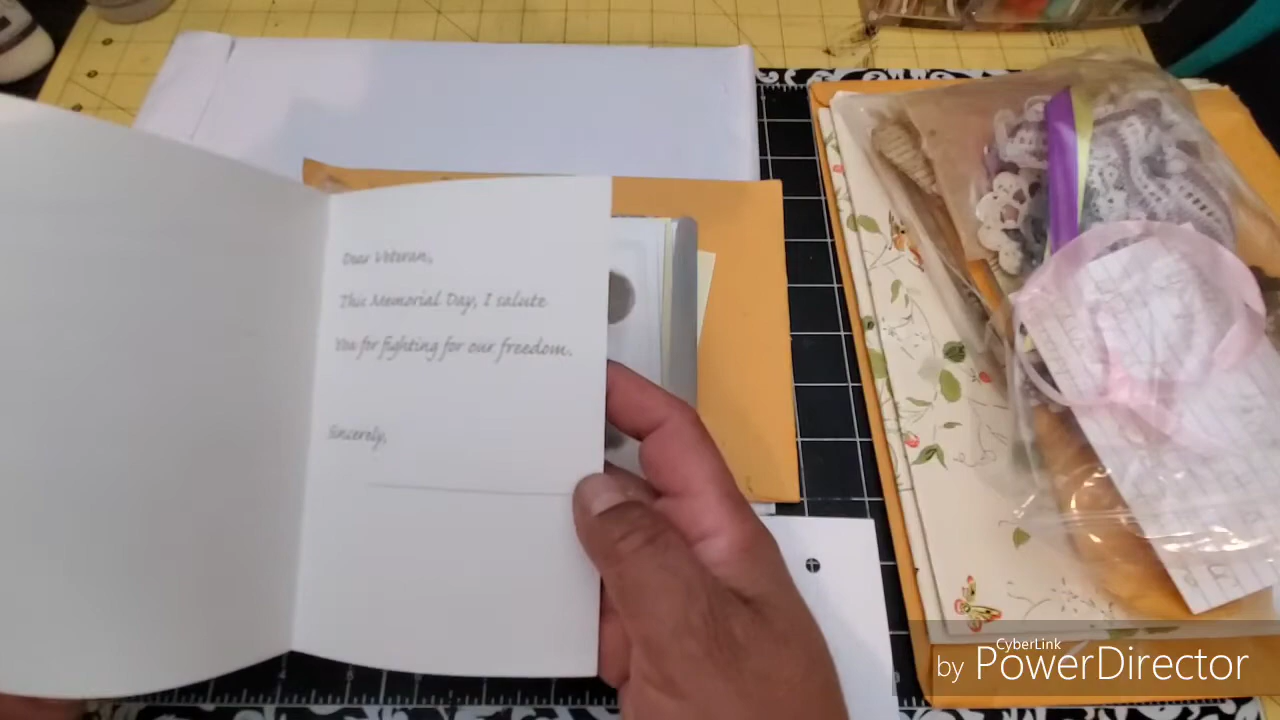 Dear Veteran,
This Memorial Day, I salute
You for fighting for our freedom.
Sincerely,
CyberLink
by PowerDirector